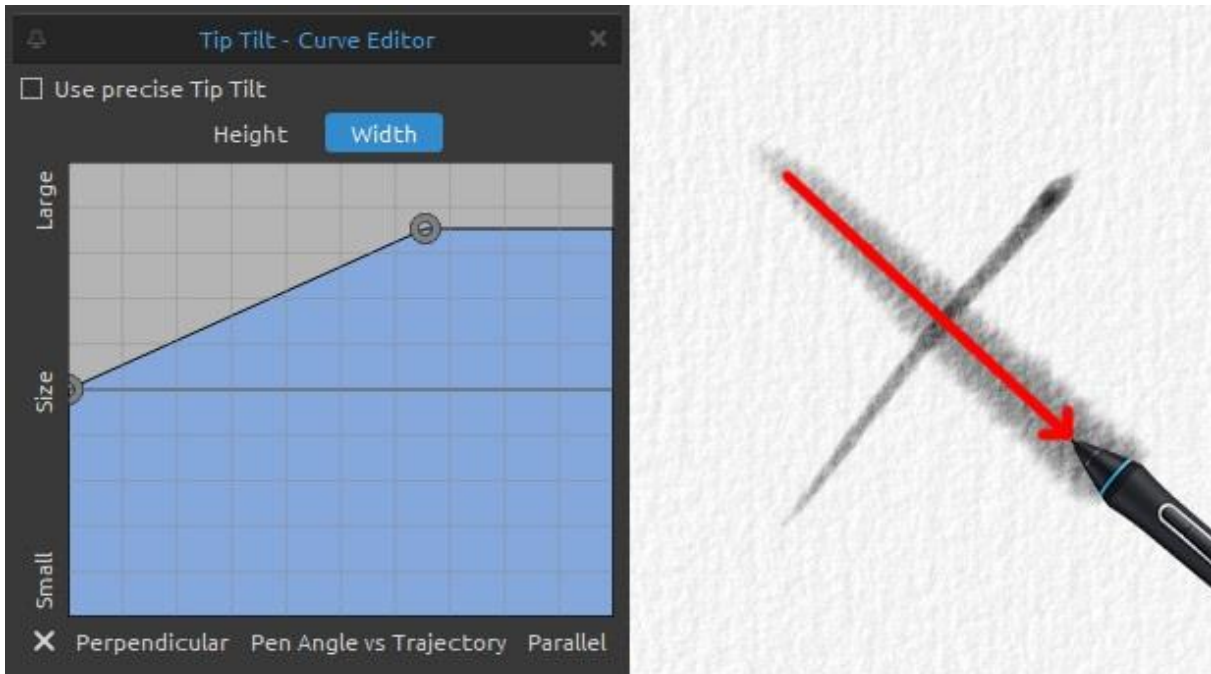 Tip Tilt - Curve Editor
Use precise Tip Tilt
Height Width
Large
Size
Small
Perpendicular Pen Angle vs Trajectory Parallel